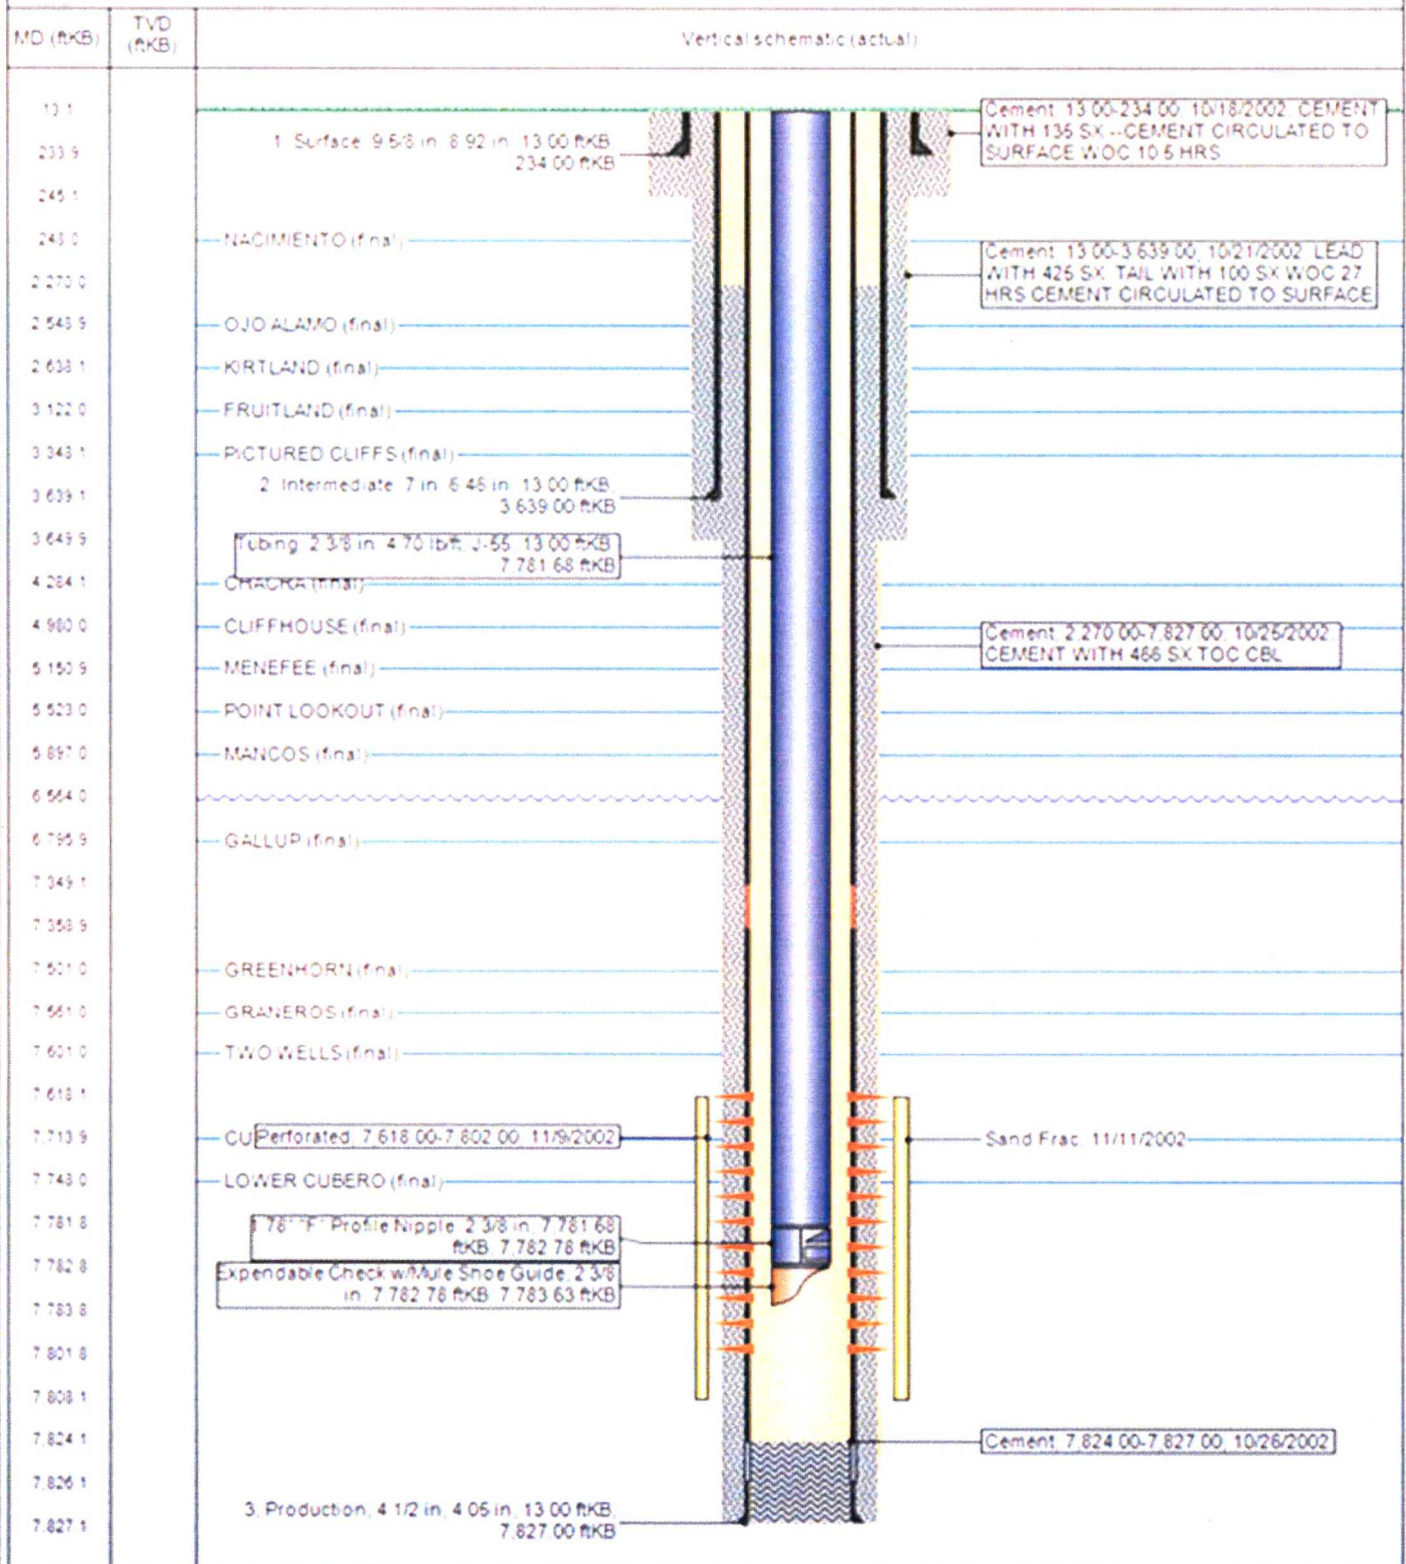 MD (ftKB)
TVD
(ftKB)
Vertical schematic (actual)
13.1
233.9
245.1
248.0
2,270.0
2,548.9
2,638.1
3,122.0
3,348.1
3,639.1
3,649.9
4,284.1
4,980.0
5,150.9
5,523.0
5,897.0
6,564.0
6,795.9
7,349.1
7,358.9
7,501.0
7,561.0
7,601.0
7,618.1
7,713.9
7,748.0
7,781.8
7,782.8
7,783.8
7,801.8
7,808.1
7,824.1
7,826.1
7,827.1
1. Surface, 9 5/8 in, 8.92 in, 13.00 ftKB,
234.00 ftKB
Cement, 13.00-234.00, 10/18/2002, CEMENT
WITH 135 SX --CEMENT CIRCULATED TO
SURFACE WOC 10.5 HRS
NACIMIENTO (final)
Cement, 13.00-3,639.00, 10/21/2002, LEAD
WITH 425 SX, TAIL WITH 100 SX WOC 27
HRS CEMENT CIRCULATED TO SURFACE
OJO ALAMO (final)
KIRTLAND (final)
FRUITLAND (final)
PICTURED CLIFFS (final)
2. Intermediate, 7 in, 6.46 in, 13.00 ftKB,
3,639.00 ftKB
Tubing, 2 3/8 in, 4.70 lb/ft, J-55, 13.00 ftKB,
7,781.68 ftKB
CHACRA (final)
CLIFFHOUSE (final)
Cement, 2,270.00-7,827.00, 10/25/2002,
CEMENT WITH 466 SX TOC CBL
MENEFEE (final)
POINT LOOKOUT (final)
MANCOS (final)
GALLUP (final)
GREENHORN (final)
GRANEROS (final)
TWO WELLS (final)
CU
Perforated, 7,618.00-7,802.00, 11/9/2002
Sand Frac, 11/11/2002
LOWER CUBERO (final)
"F" Profile Nipple, 2 3/8 in, 7,781.68
ftKB, 7,782.78 ftKB
Expendable Check w/Mule Shoe Guide, 2 3/8
in, 7,782.78 ftKB, 7,783.63 ftKB
Cement, 7,824.00-7,827.00, 10/26/2002
3. Production, 4 1/2 in, 4.05 in, 13.00 ftKB,
7,827.00 ftKB